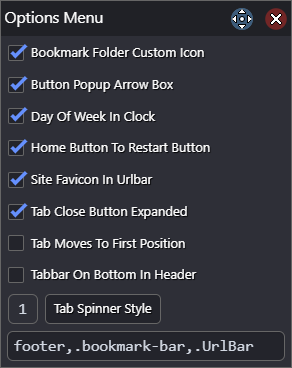 Options Menu
Bookmark Folder Custom Icon
Button Popup Arrow Box
Day Of Week In Clock
Home Button To Restart Button
Site Favicon In Urlbar
Tab Close Button Expanded
Tab Moves To First Position
Tabbar On Bottom In Header
1 Tab Spinner Style
footer,.bookmark-bar,.UrlBar